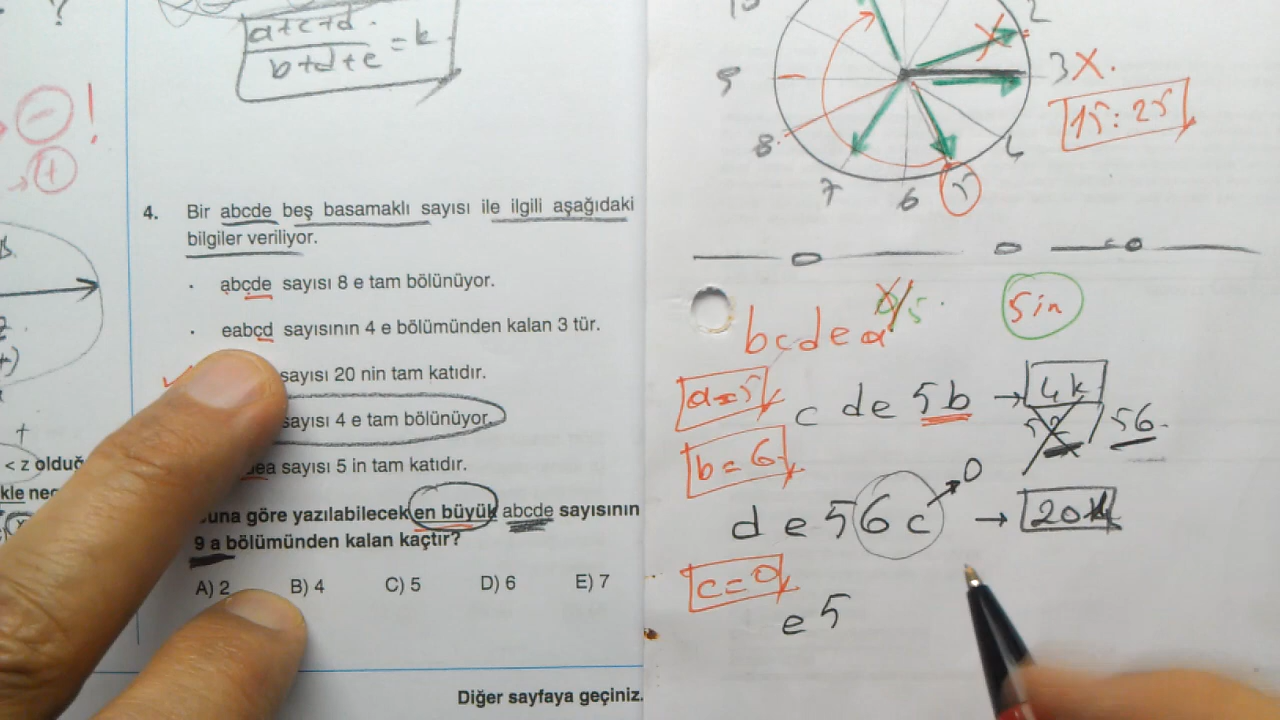 ?
a+c+d
b+d+e = k
!
-
+
4. Bir abcde beş basamaklı sayısı ile ilgili aşağıdaki
bilgiler veriliyor.
· abcde sayısı 8 e tam bölünüyor.
· eabcd sayısının 4 e bölümünden kalan 3 tür.
sayısı 20 nin tam katıdır.
sayısı 4 e tam bölünüyor.
dea sayısı 5 in tam katıdır.
+
< z olduğ
una göre yazılabilecek en büyük abcde sayısının
9 a bölümünden kalan kaçtır?
A) 2 B) 4 C) 5 D) 6 E) 7
Diğer sayfaya geçiniz.
10
2
9
3 X.
15:25
8
4
7
6
5
bcdea
5
5in
a=5
c de 5b → 4k
52 / 56
b=6
de56c → 20k
0
c=0
e5